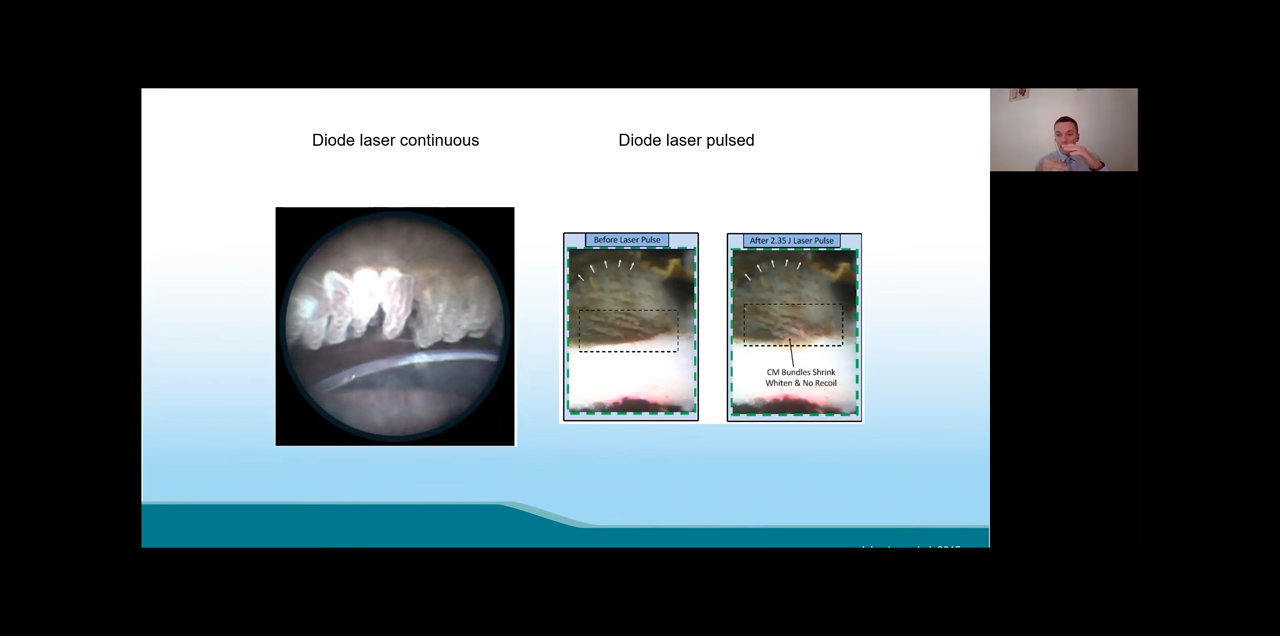 Diode laser continuous
Diode laser pulsed
Before Laser Pulse
After 2.35 J Laser Pulse
CM Bundles Shrink
Whiten & No Recoil